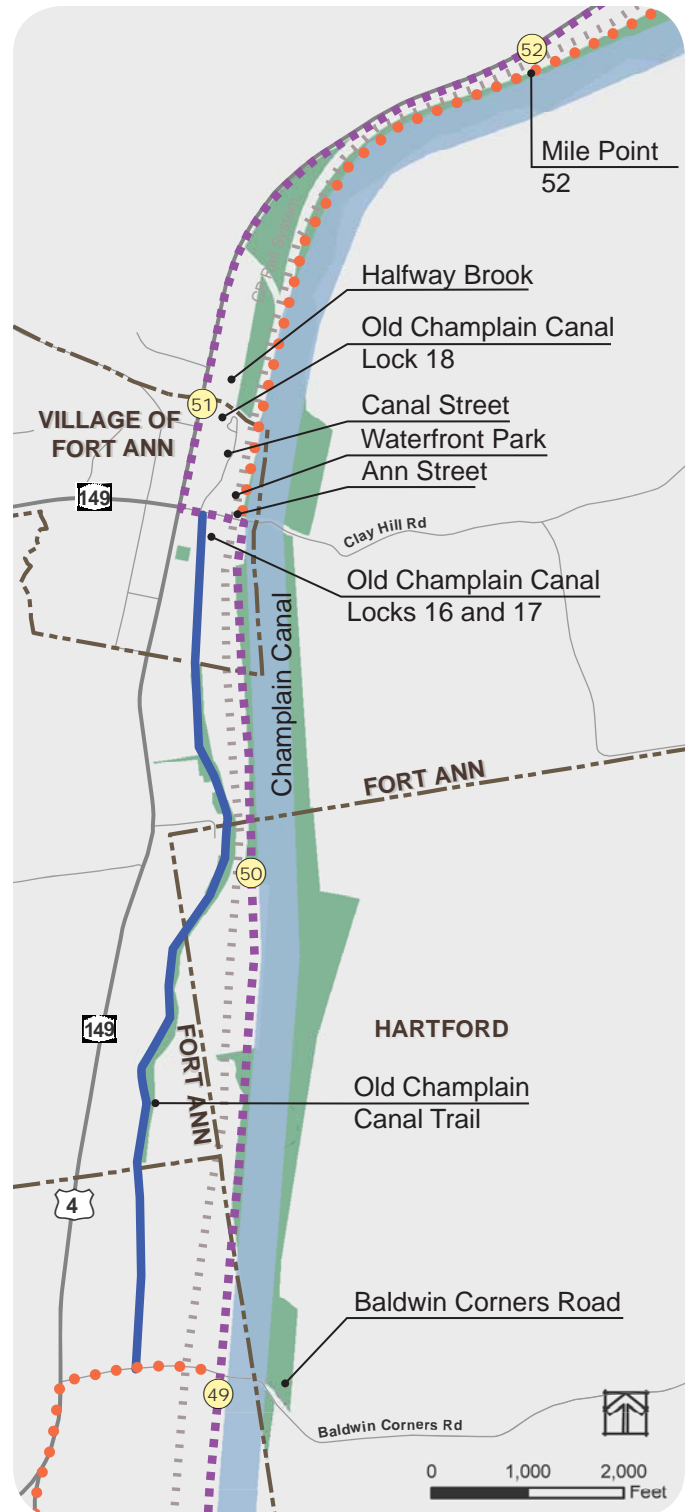 52
Mile Point
52
CP Rail System
Halfway Brook
Old Champlain Canal
Lock 18
51
Canal Street
VILLAGE OF
FORT ANN
Waterfront Park
Ann Street
149
Clay Hill Rd
Old Champlain Canal
Locks 16 and 17
Champlain Canal
FORT ANN
50
149
HARTFORD
FORT ANN
Old Champlain
Canal Trail
4
Baldwin Corners Road
49
Baldwin Corners Rd
0 1,000 2,000
Feet